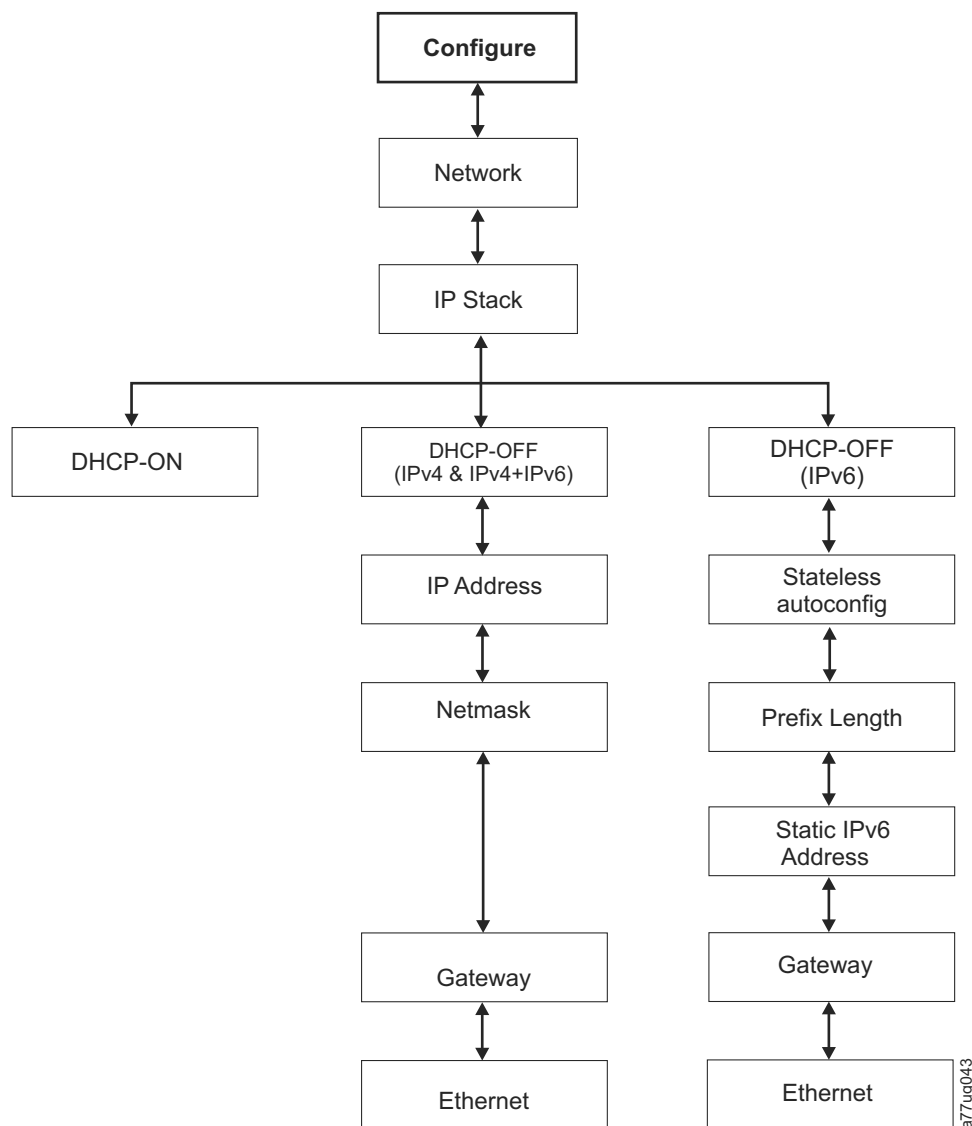 Configure
Network
IP Stack
DHCP-ON
DHCP-OFF
(IPv4 & IPv4+IPv6)
DHCP-OFF
(IPv6)
IP Address
Stateless
autoconfig
Netmask
Prefix Length
Static IPv6
Address
Gateway
Gateway
Ethernet
Ethernet
a77ug043